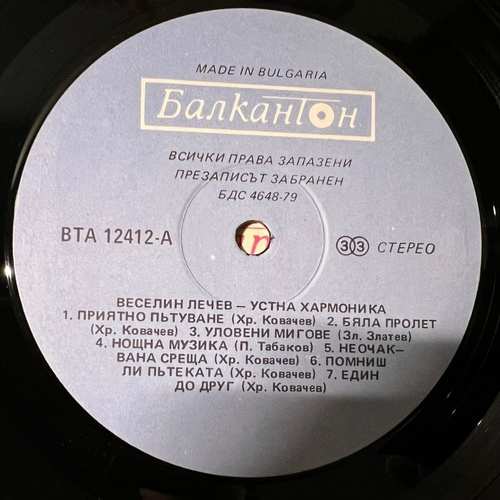 MADE IN BULGARIA
БалканТон
ВСИЧКИ ПРАВА ЗАПАЗЕНИ
ПРЕЗАПИСЪТ ЗАБРАНЕН
БДС 4648-79
ВТА 12412-А
33 СТЕРЕО
ВЕСЕЛИН ЛЕЧЕВ — УСТНА ХАРМОНИКА
1. ПРИЯТНО ПЪТУВАНЕ (Хр. Ковачев) 2. БЯЛА ПРОЛЕТ
(Хр. Ковачев) 3. УЛОВЕНИ МИГОВЕ (Зл. Златев)
4. НОЩНА МУЗИКА (П. Табаков) 5. НЕОЧАК—
ВАНА СРЕЩА (Хр. Ковачев) 6. ПОМНИШ
ЛИ ПЪТЕКАТА (Хр. Ковачев) 7. ЕДИН
ДО ДРУГ (Хр. Ковачев)